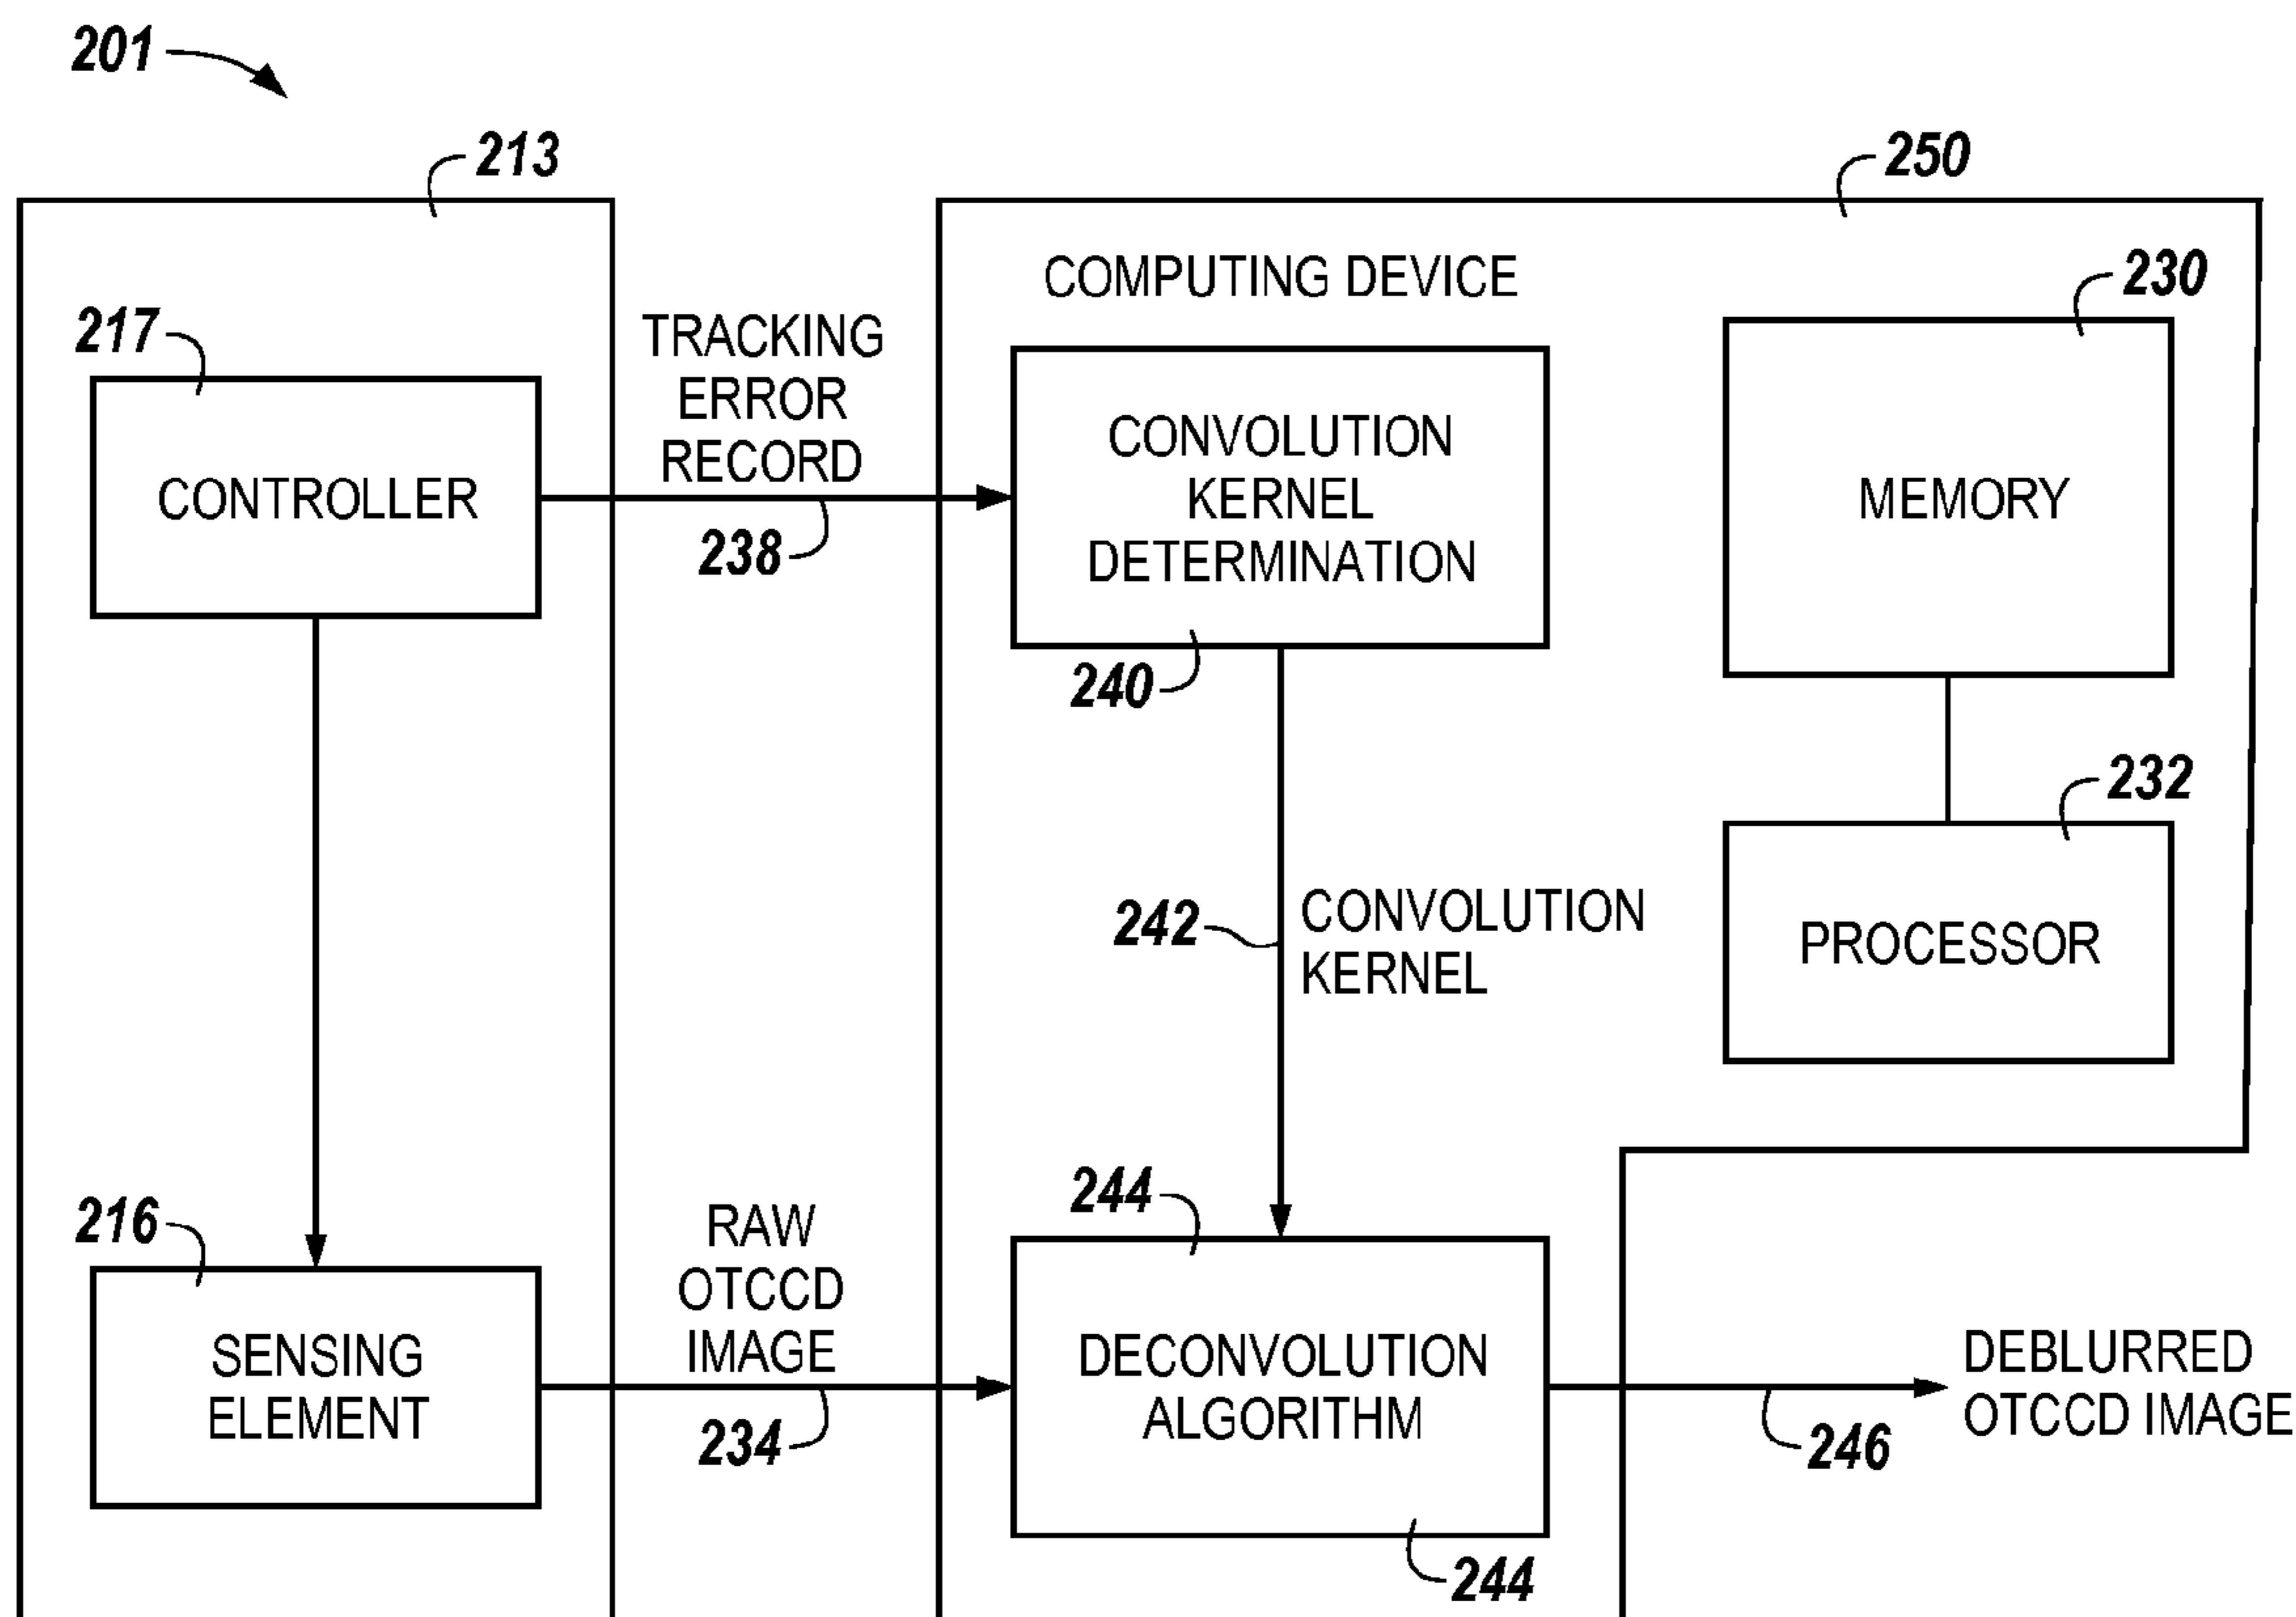 201
213
250
COMPUTING DEVICE
230
217
TRACKING
ERROR
RECORD
CONTROLLER
238
CONVOLUTION
KERNEL
DETERMINATION
240
MEMORY
232
PROCESSOR
242
CONVOLUTION
KERNEL
216
SENSING
ELEMENT
RAW
OTCCD
IMAGE
234
244
DECONVOLUTION
ALGORITHM
244
246
DEBLURRED
OTCCD IMAGE